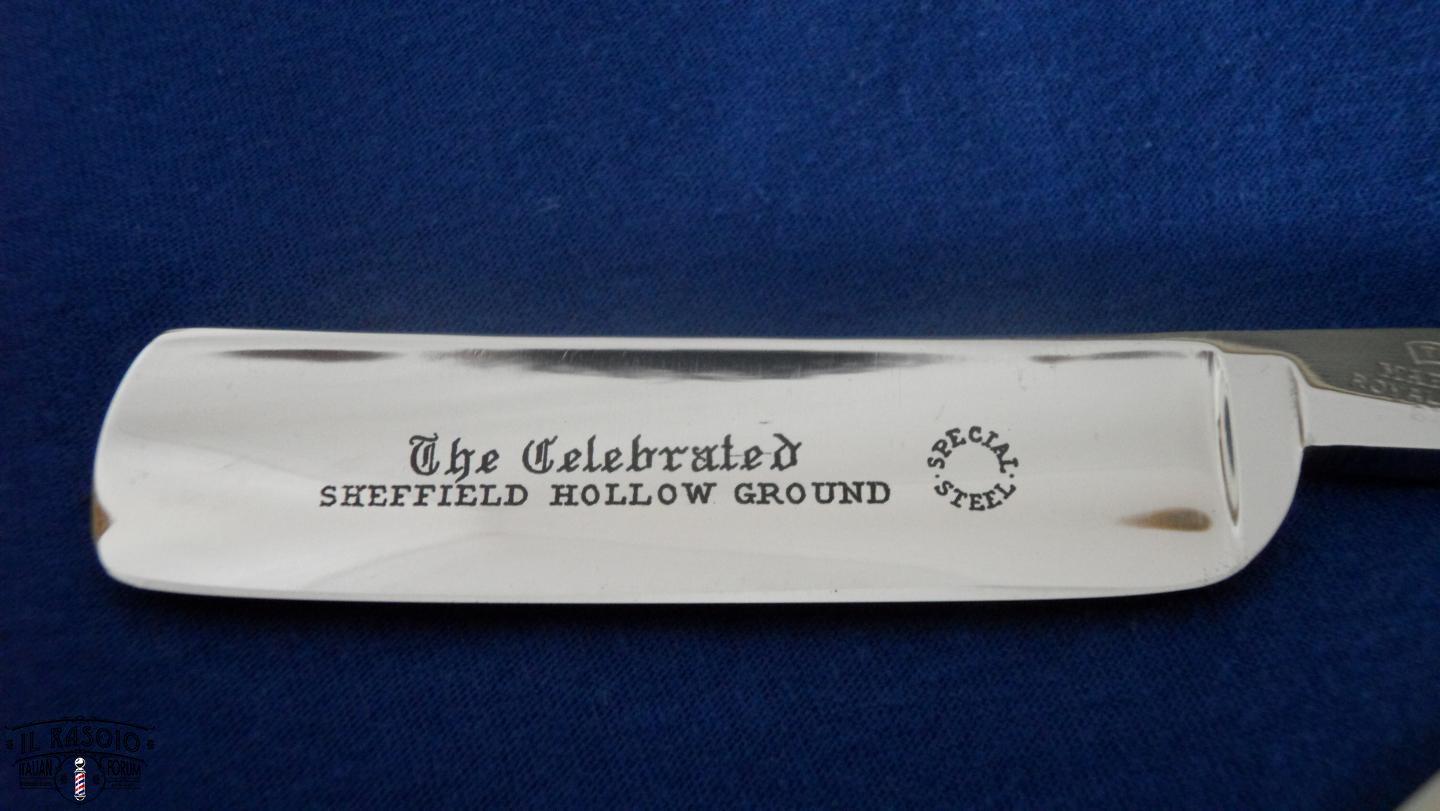 The Celebrated
SHEFFIELD HOLLOW GROUND
SPECIAL STEEL
IL RASOIO
ITALIAN FORUM